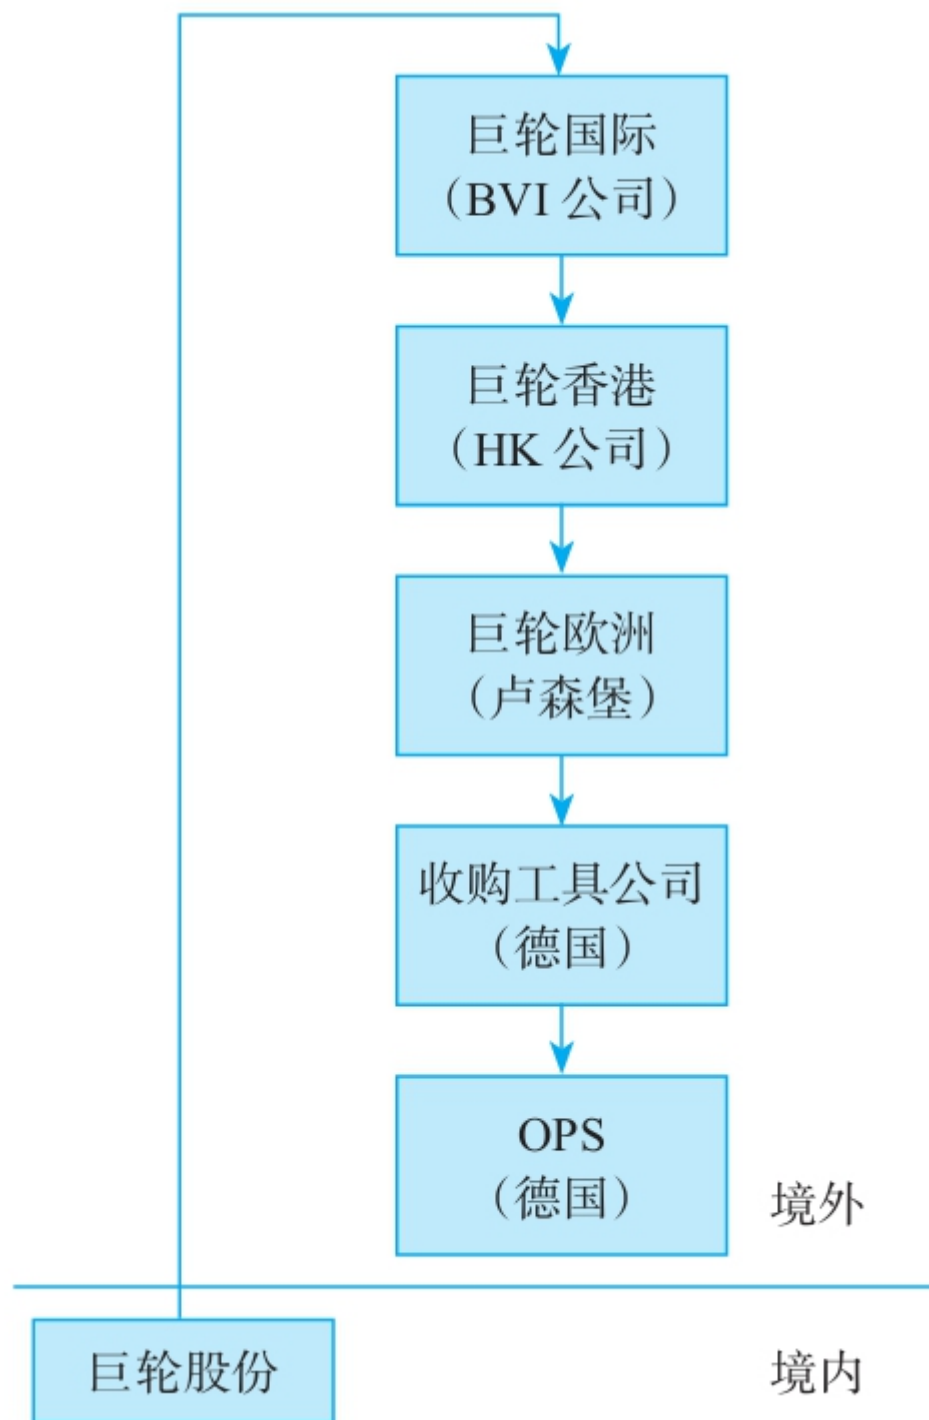 巨轮国际
（BVI 公司）
巨轮香港
（HK 公司）
巨轮欧洲
（卢森堡）
收购工具公司
（德国）
OPS
（德国）
境外
巨轮股份
境内